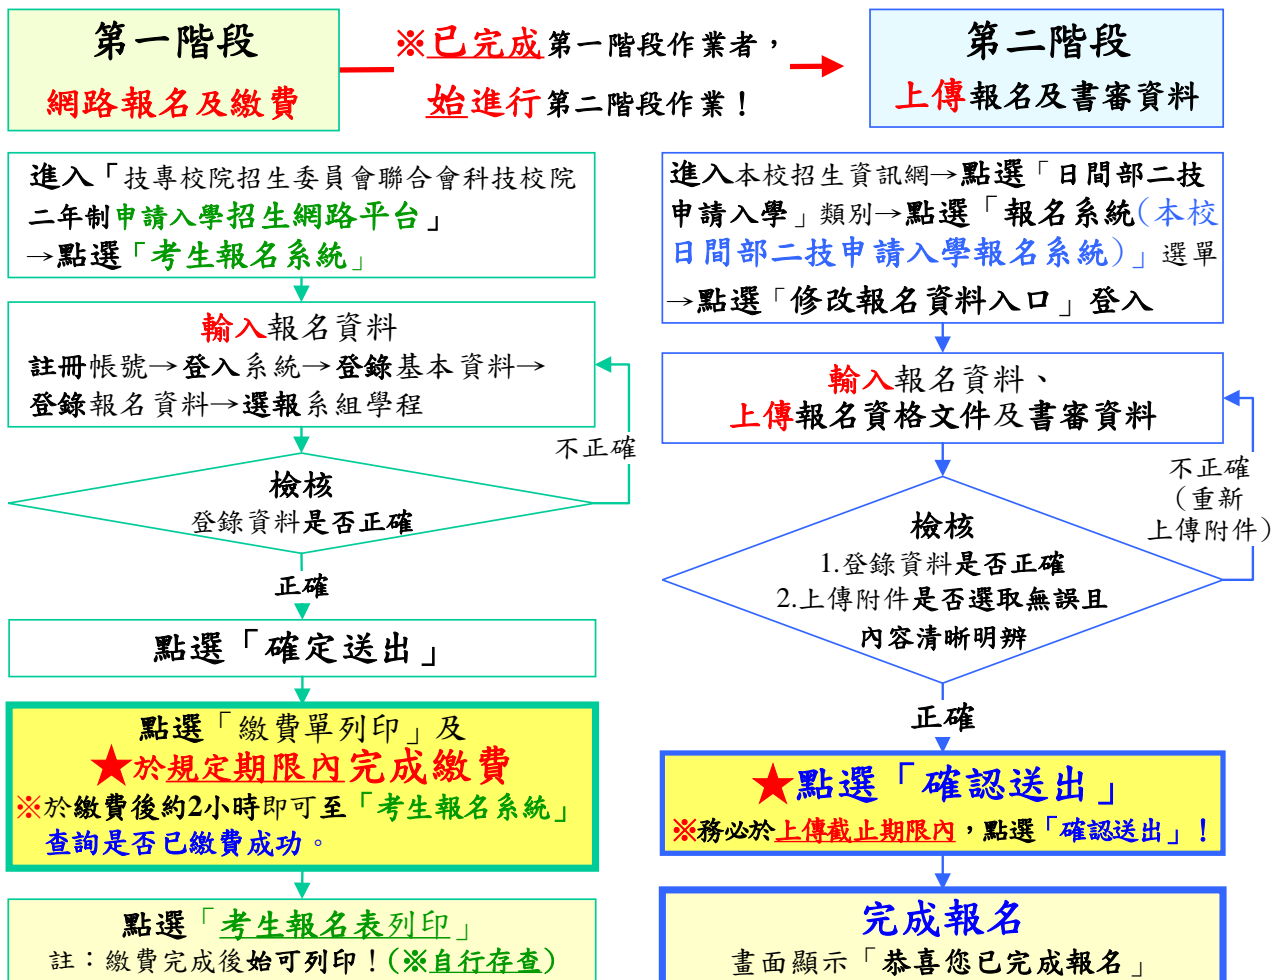 第一階段
網路報名及繳費
※已完成第一階段作業者，
始進行第二階段作業！
第二階段
上傳報名及書審資料
進入「技專校院招生委員會聯合會科技校院
二年制申請入學招生網路平台」
→點選「考生報名系統」
輸入報名資料
註冊帳號→登入系統→登錄基本資料→
登錄報名資料→選報系組學程
不正確
檢核
登錄資料是否正確
正確
點選「確定送出」
點選「繳費單列印」及
★於規定期限內完成繳費
※於繳費後約2小時即可至「考生報名系統」
查詢是否已繳費成功。
點選「考生報名表列印」
註：繳費完成後始可列印！(※自行存查)
進入本校招生資訊網→點選「日間部二技
申請入學」類別→點選「報名系統(本校
日間部二技申請入學報名系統)」選單
→點選「修改報名資料入口」登入
輸入報名資料、
上傳報名資格文件及書審資料
不正確
（重新
上傳附件）
檢核
1.登錄資料是否正確
2.上傳附件是否選取無誤且
內容清晰明辨
正確
★點選「確認送出」
※務必於上傳截止期限內，點選「確認送出」！
完成報名
畫面顯示「恭喜您已完成報名」